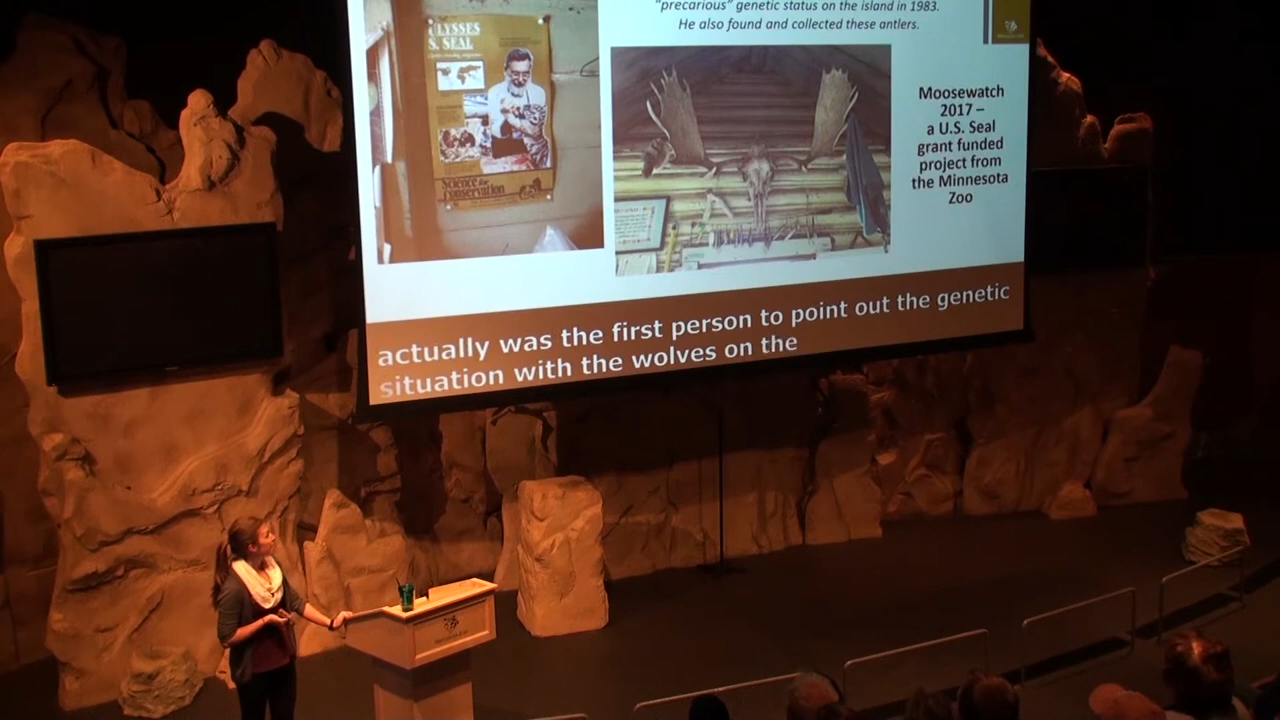 "precarious" genetic status on the island in 1983.
He also found and collected these antlers.
ULYSSES
S. SEAL
Science for
Conservation
Moosewatch
2017 –
a U.S. Seal
grant funded
project from
the Minnesota
Zoo
actually was the first person to point out the genetic
situation with the wolves on the